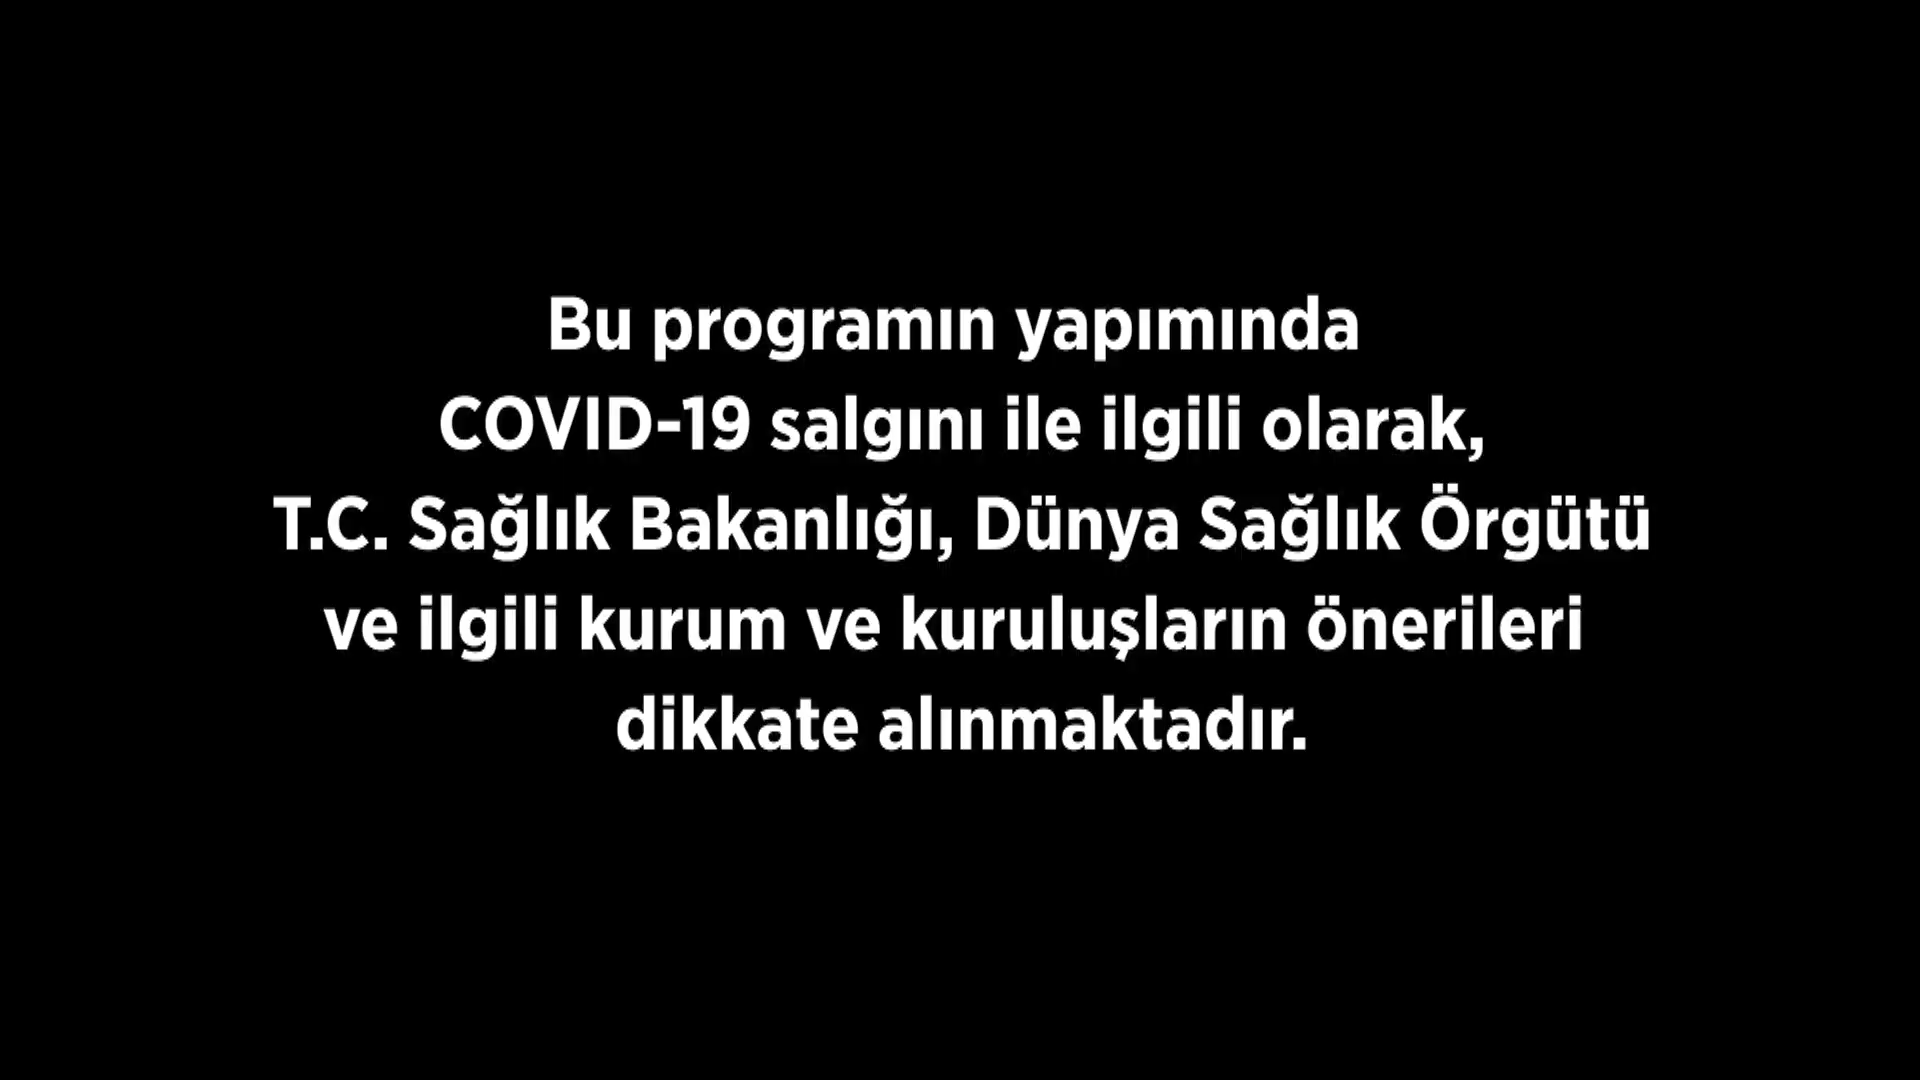 Bu programın yapımında
COVID-19 salgını ile ilgili olarak,
T.C. Sağlık Bakanlığı, Dünya Sağlık Örgütü
ve ilgili kurum ve kuruluşların önerileri
dikkate alınmaktadır.